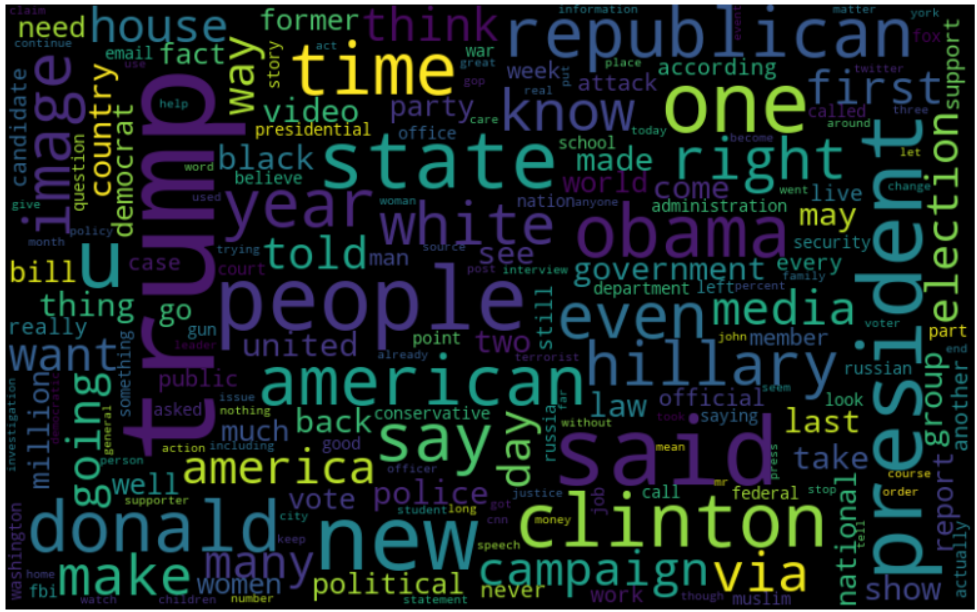 claim
continue
need
house
email
fact
former
act
story
war
great
gop
think
time
way
video
party
presidential
republican
know
week
real
put
place
attack
according
information
event
matter
york
fox
first
support
twitter
called
three
around
let
image
candidate
country
question
democrat
give
trump
help
word
used
use
black
believe
office
state
woman
one
school
today
become
made
right
world
come
nation
anyone
went
live
change
administration
may
president
election
month
policy
u
bill
year
trying
told
man
white
see
source
obama
security
case
court
post
interview
government
every
family
thing
go
really
want
gun
leader
people
point
already
united
two
still
department
left
percent
even
media
john
member
voter
part
russian
end
million
something
public
asked
issue
nothing
american
terrorist
hillary
official
seem
look
group
another
investigation
democratic
general
going
action
including
much
back
good
conservative
say
day
russia
far
without
law
saying
took
said
mean
press
last
take
person
well
america
officer
vote
police
justice
job
call
mr
federal
stop
course
order
tell
report
actually
supporter
city
keep
student
long
got
cnn
speech
money
donald
new
clinton
national
washington
fbi
home
watch
make
women
children
number
many
political
statement
never
campaign
work
though
muslim
via
show